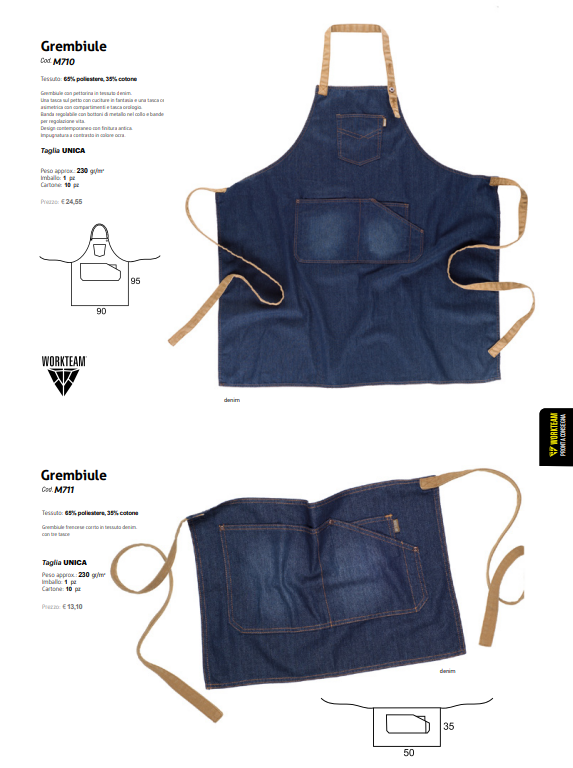 Grembiule
Cod. M710
Tessuto: 65% poliestere, 35% cotone
Grembiule con pettorina in tessuto denim.
Una tasca sul petto con cuciture in fantasia e una tasca
asimmetrica con compartimenti e tasca orologio.
Banda regolabile con bottoni di metallo nel collo e bande
per regolazione vita.
Design contemporaneo con finitura antica.
Impugnatura a contrasto in colore ocra.
Taglia UNICA
Peso approx.: 230 gr/m²
Imballo: 1 pz
Cartone: 10 pz
Prezzo: € 24,55
95
90
WORKTEAM
denim
WORKTEAM
PRONTA CONSEGNA
Grembiule
Cod. M711
Tessuto: 65% poliestere, 35% cotone
Grembiule francese corto in tessuto denim.
con tre tasce
Taglia UNICA
Peso approx.: 230 gr/m²
Imballo: 1 pz
Cartone: 10 pz
Prezzo: € 13,10
denim
35
50